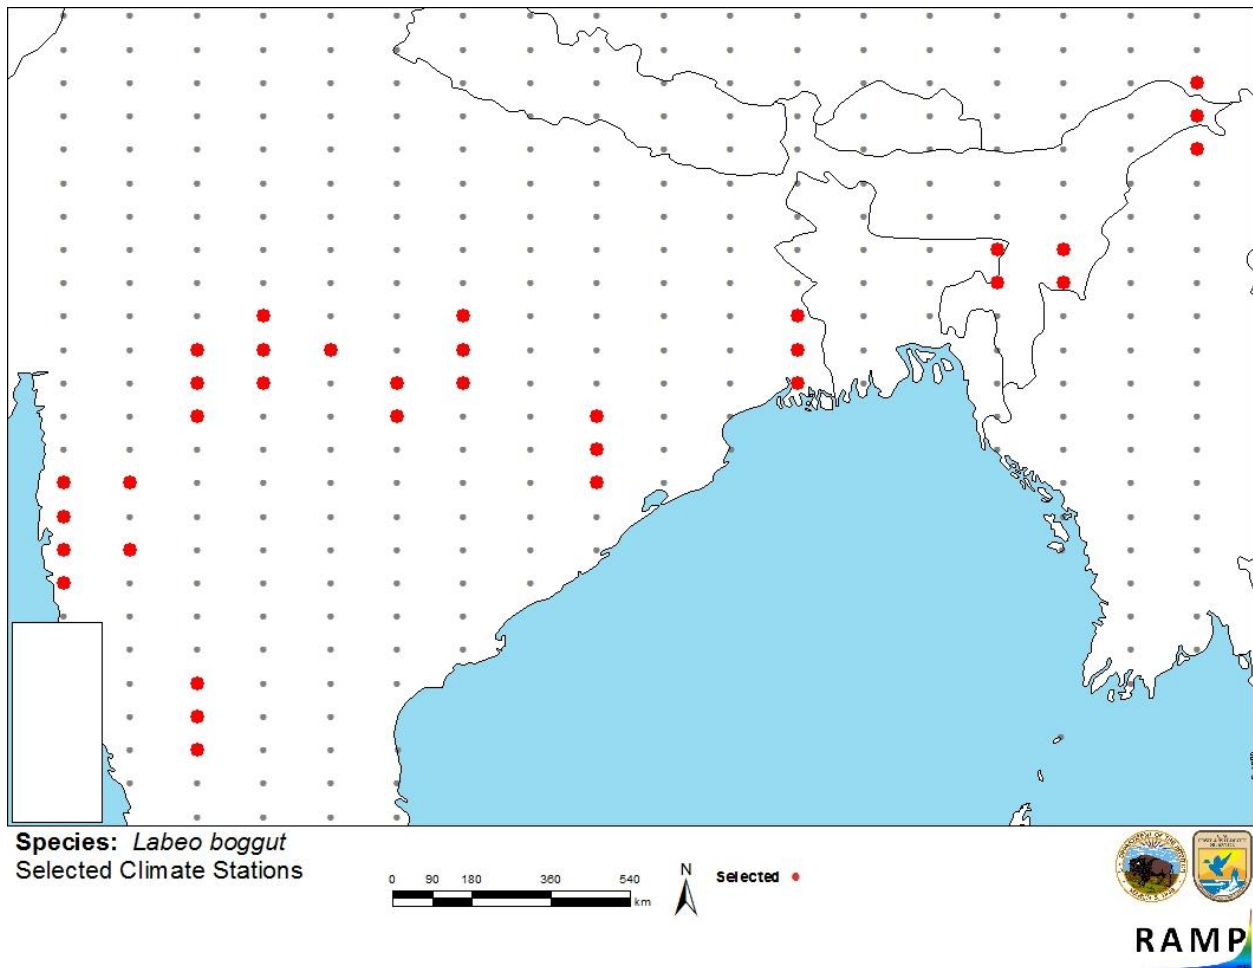 Species: Labeo boggut
Selected Climate Stations
0 90 180 360 540
km
N
Selected
RAMP